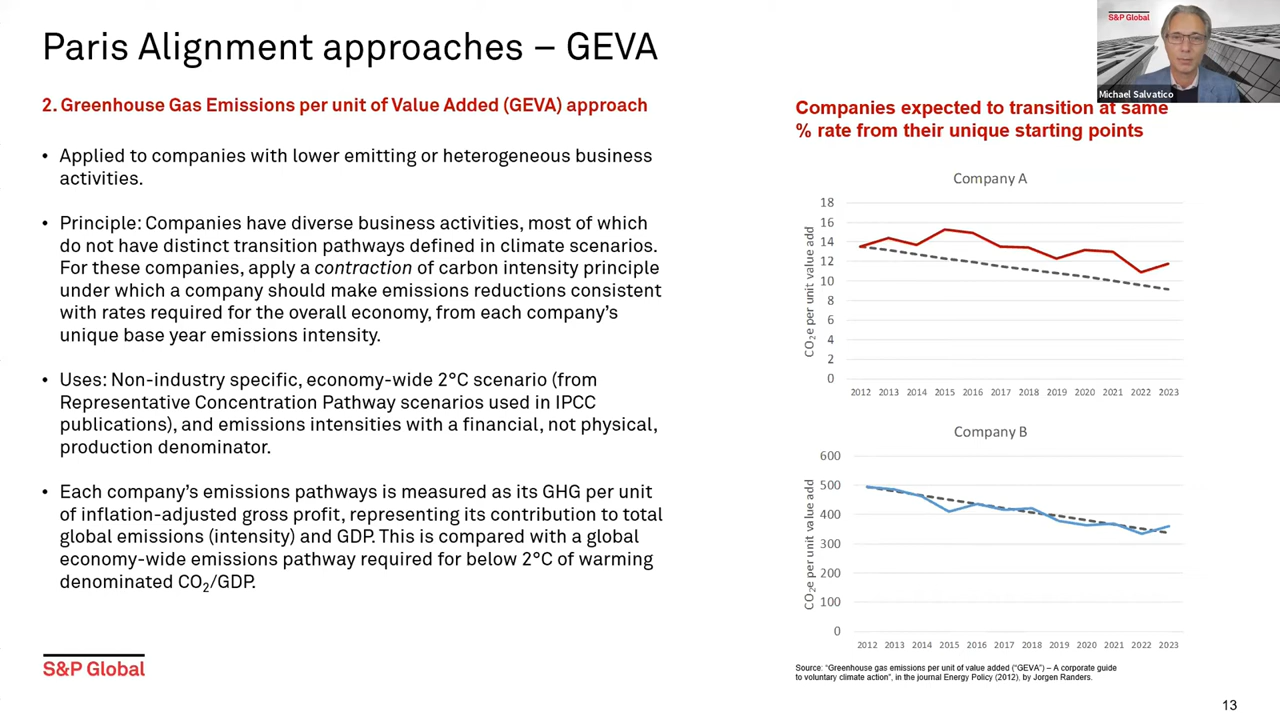 Paris Alignment approaches – GEVA
S&P Global
Michael Salvatico
2. Greenhouse Gas Emissions per unit of Value Added (GEVA) approach
• Applied to companies with lower emitting or heterogeneous business
activities.
• Principle: Companies have diverse business activities, most of which
do not have distinct transition pathways defined in climate scenarios.
For these companies, apply a contraction of carbon intensity principle
under which a company should make emissions reductions consistent
with rates required for the overall economy, from each company's
unique base year emissions intensity.
• Uses: Non-industry specific, economy-wide 2°C scenario (from
Representative Concentration Pathway scenarios used in IPCC
publications), and emissions intensities with a financial, not physical,
production denominator.
• Each company's emissions pathways is measured as its GHG per unit
of inflation-adjusted gross profit, representing its contribution to total
global emissions (intensity) and GDP. This is compared with a global
economy-wide emissions pathway required for below 2°C of warming
denominated CO₂/GDP.
Companies expected to transition at same
% rate from their unique starting points
Company A
CO₂e per unit value add
18
16
14
12
10
8
6
4
2
0
2012 2013 2014 2015 2016 2017 2018 2019 2020 2021 2022 2023
Company B
CO₂e per unit value add
600
500
400
300
200
100
0
2012 2013 2014 2015 2016 2017 2018 2019 2020 2021 2022 2023
Source: "Greenhouse gas emissions per unit of value added ("GEVA") – A corporate guide
to voluntary climate action", in the journal Energy Policy (2012), by Jorgen Randers.
S&P Global
13